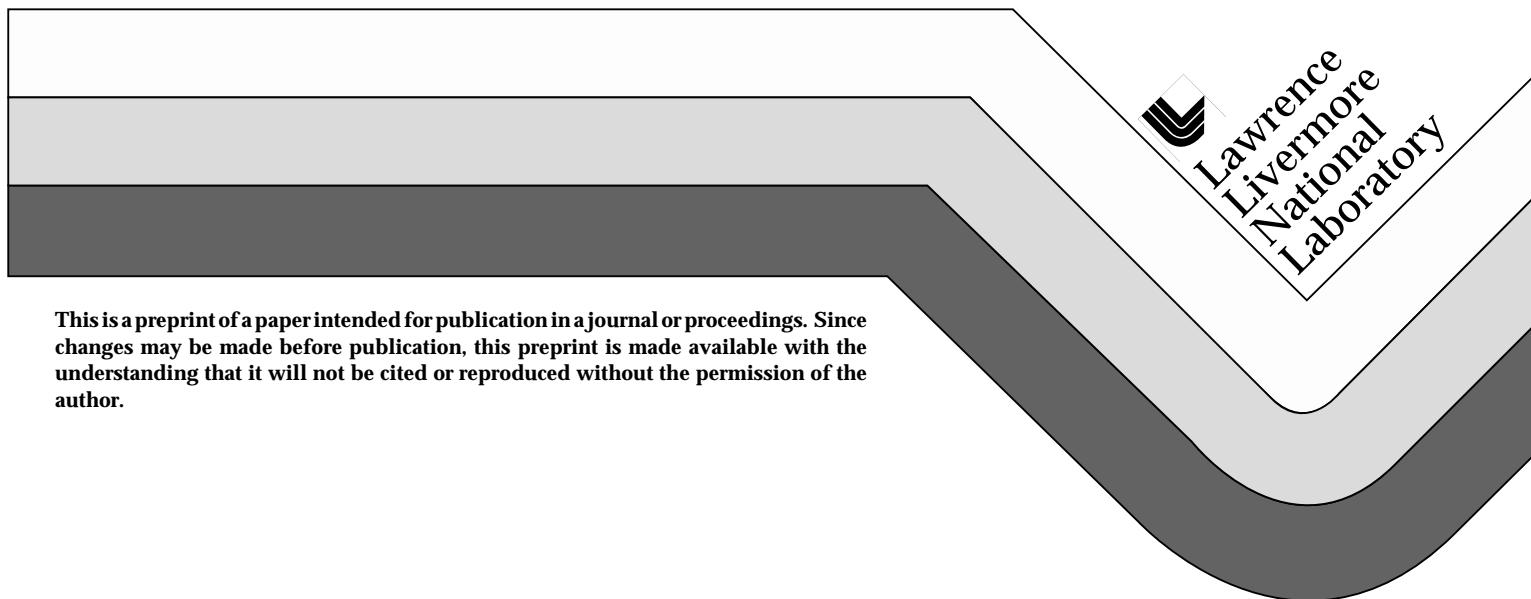 Lawrence
Livermore
National
Laboratory
This is a preprint of a paper intended for publication in a journal or proceedings. Since
changes may be made before publication, this preprint is made available with the
understanding that it will not be cited or reproduced without the permission of the
author.